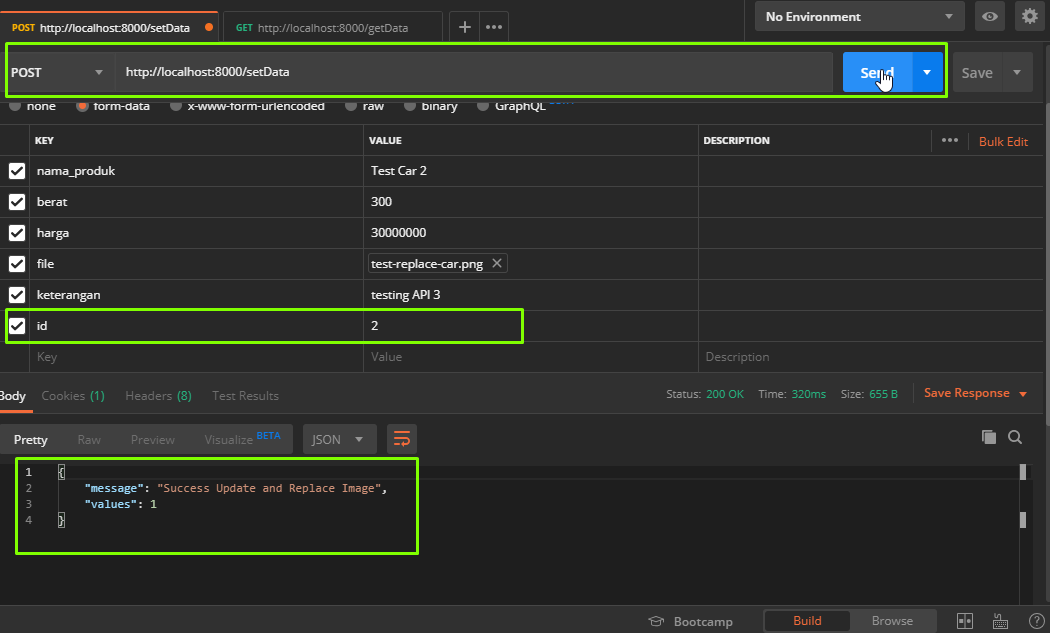 POST http://localhost:8000/setData GET http://localhost:8000/getData No Environment
POST http://localhost:8000/setData Send Save
none form-data x-www-form-urlencoded raw binary GraphQL
KEY VALUE DESCRIPTION Bulk Edit
nama_produk Test Car 2
berat 300
harga 30000000
file test-replace-car.png
keterangan testing API 3
id 2
Key Value Description
Body Cookies (1) Headers (8) Test Results Status: 200 OK Time: 320ms Size: 655 B Save Response
Pretty Raw Preview Visualize BETA JSON
1 {
2 "message": "Success Update and Replace Image",
3 "values": 1
4 }
Bootcamp Build Browse